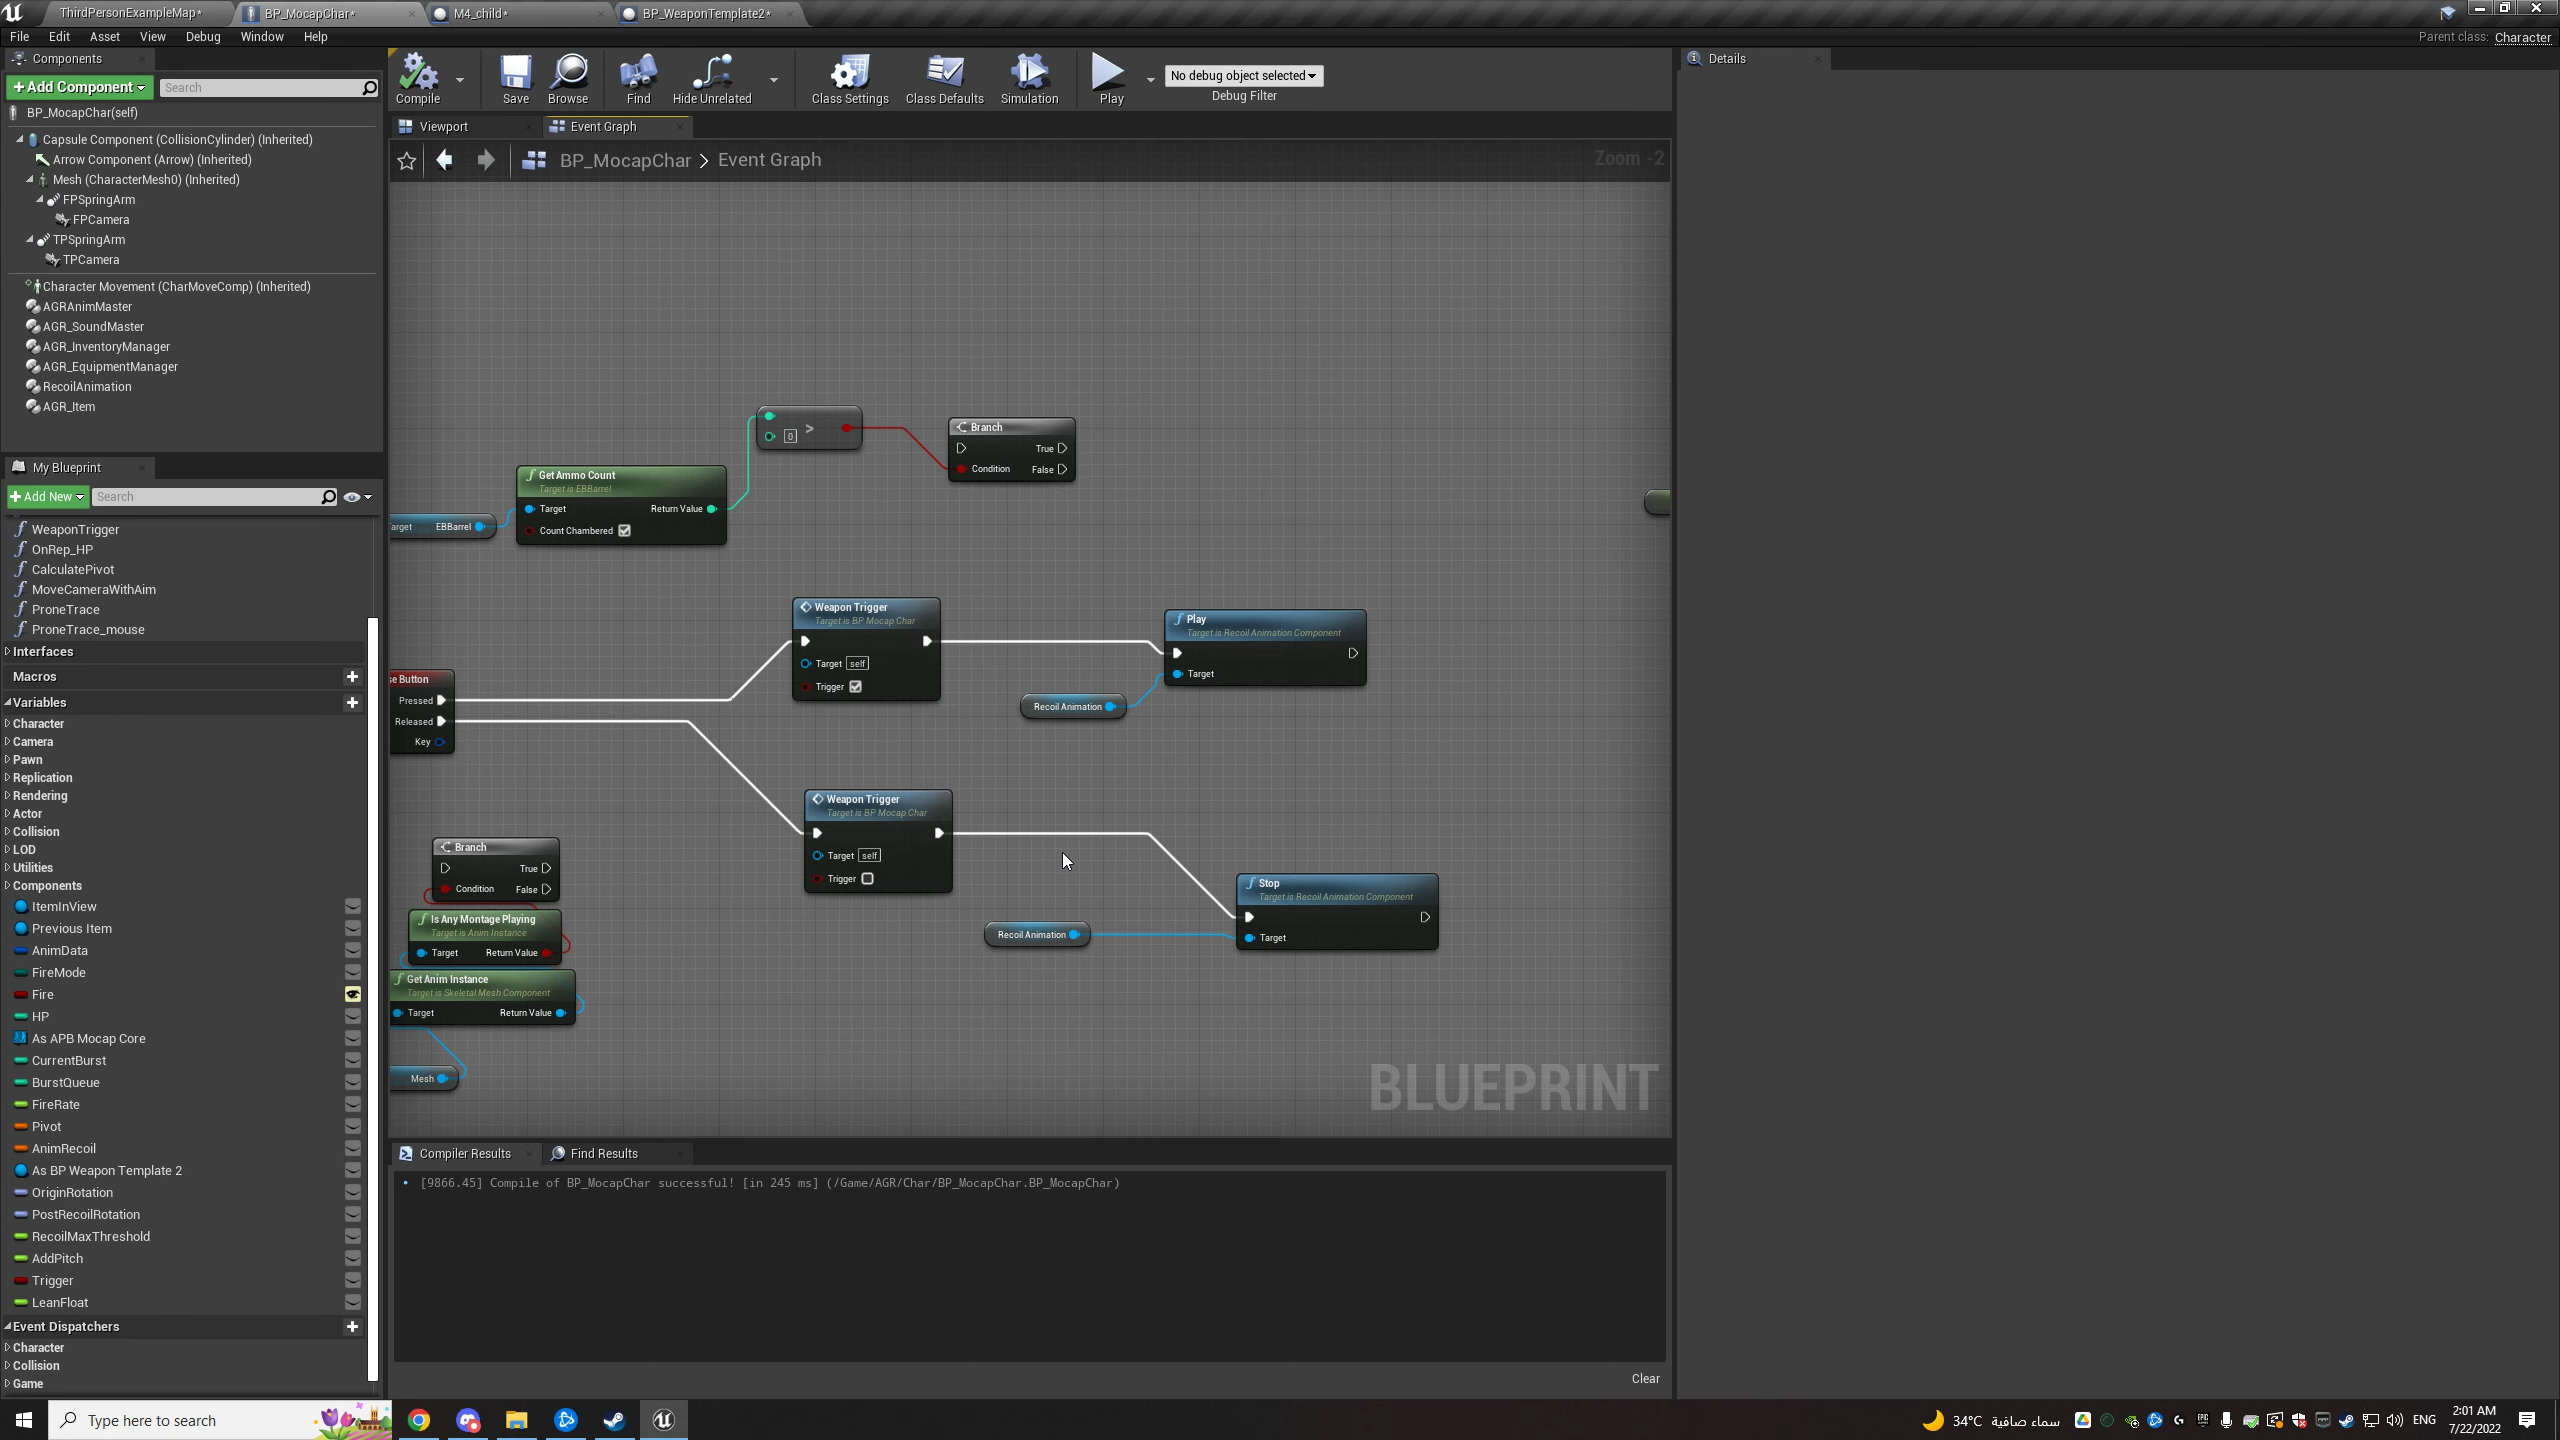 ThirdPersonExampleMap*
BP_MocapChar*
M4_child*
BP_WeaponTemplate2*
File Edit Asset View Debug Window Help
Parent class: Character
Components
+Add Component
Search
BP_MocapChar(self)
Capsule Component (CollisionCylinder) (Inherited)
Arrow Component (Arrow) (Inherited)
Mesh (CharacterMesh0) (Inherited)
FPSpringArm
FPCamera
TPSpringArm
TPCamera
Character Movement (CharMoveComp) (Inherited)
AGRAnimMaster
AGR_SoundMaster
AGR_InventoryManager
AGR_EquipmentManager
RecoilAnimation
AGR_Item
My Blueprint
+Add New
Search
WeaponTrigger
OnRep_HP
CalculatePivot
MoveCameraWithAim
ProneTrace
ProneTrace_mouse
Interfaces
Macros
Variables
Character
Camera
Pawn
Replication
Rendering
Actor
Collision
LOD
Utilities
Components
ItemInView
Previous Item
AnimData
FireMode
Fire
HP
As APB Mocap Core
CurrentBurst
BurstQueue
FireRate
Pivot
AnimRecoil
As BP Weapon Template 2
OriginRotation
PostRecoilRotation
RecoilMaxThreshold
AddPitch
Trigger
LeanFloat
Event Dispatchers
Character
Collision
Game
Compile
Save
Browse
Find
Hide Unrelated
Class Settings
Class Defaults
Simulation
Play
No debug object selected
Debug Filter
Viewport
Event Graph
BP_MocapChar > Event Graph
Zoom -2
0 >
Branch
True
Condition False
Get Ammo Count
Target is EBBarrel
Target Return Value
Count Chambered
arget EBBarrel
Weapon Trigger
Target is BP Mocap Char
Target self
Trigger
Play
Target is Recoil Animation Component
Target
Recoil Animation
se Button
Pressed
Released
Key
Weapon Trigger
Target is BP Mocap Char
Target self
Trigger
Branch
True
Condition False
Stop
Target is Recoil Animation Component
Target
Recoil Animation
Is Any Montage Playing
Target is Anim Instance
Target Return Value
Get Anim Instance
Target is Skeletal Mesh Component
Target Return Value
Mesh
BLUEPRINT
Compiler Results
Find Results
[9866.45] Compile of BP_MocapChar successful! [in 245 ms] (/Game/AGR/Char/BP_MocapChar.BP_MocapChar)
Clear
Details
Type here to search
34°C سماء صافية
ENG
2:01 AM
7/22/2022